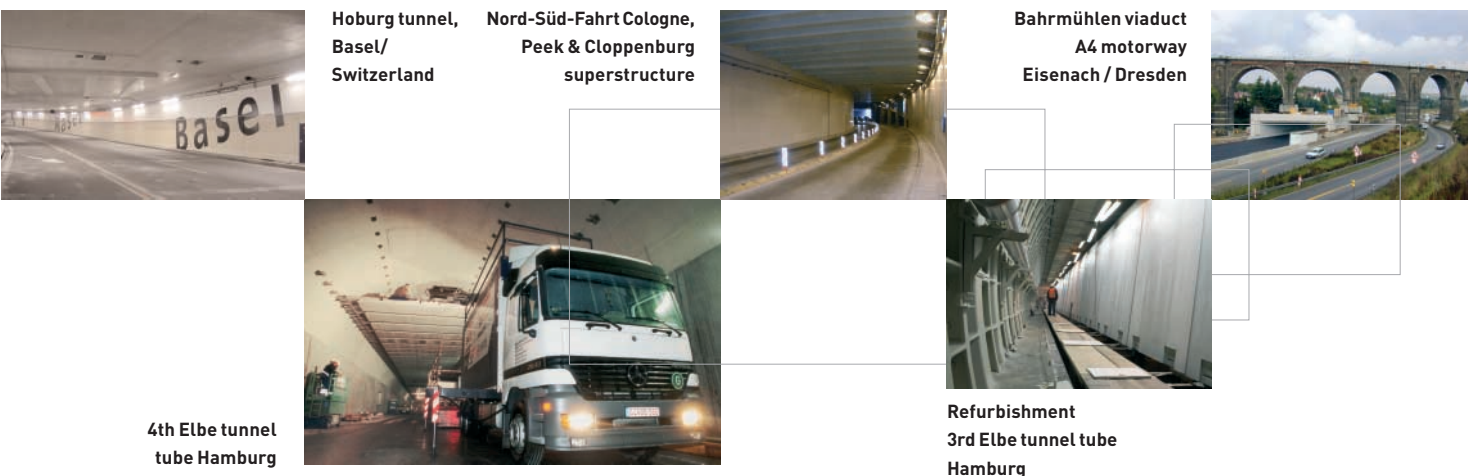 Hoburg tunnel,
Basel/
Switzerland
Nord-Süd-Fahrt Cologne,
Peek & Cloppenburg
superstructure
Bahrmühlen viaduct
A4 motorway
Eisenach / Dresden
Basel
4th Elbe tunnel
tube Hamburg
Refurbishment
3rd Elbe tunnel tube
Hamburg
G